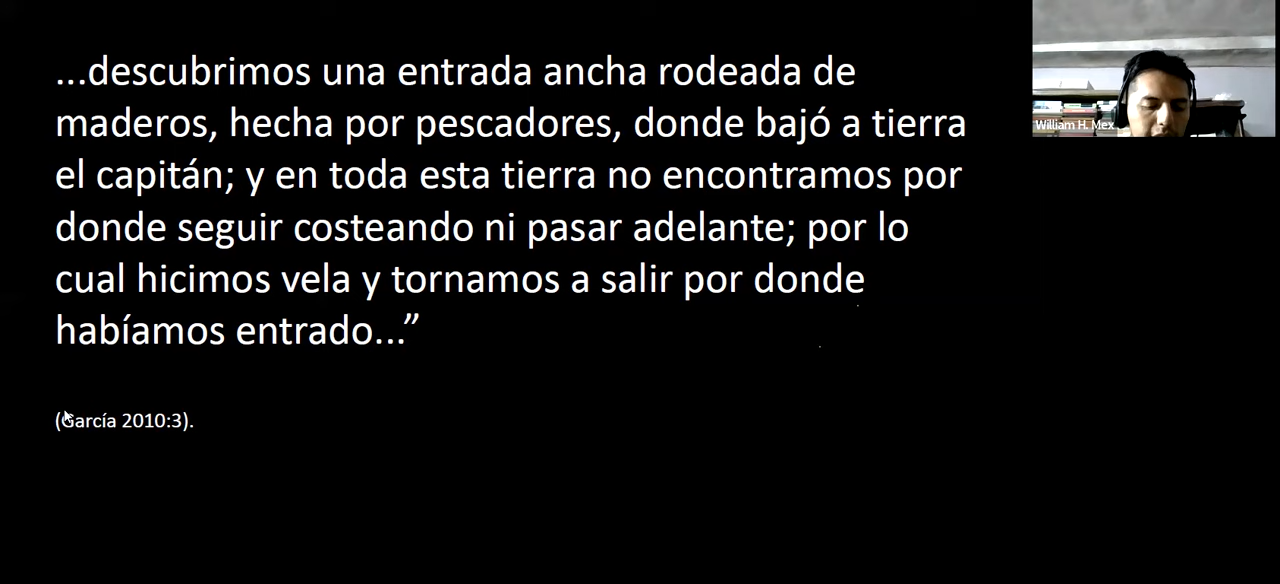 ...descubrimos una entrada ancha rodeada de
maderos, hecha por pescadores, donde bajó a tierra
el capitán; y en toda esta tierra no encontramos por
donde seguir costeando ni pasar adelante; por lo
cual hicimos vela y tornamos a salir por donde
habíamos entrado...”
(García 2010:3).
William H. Mex